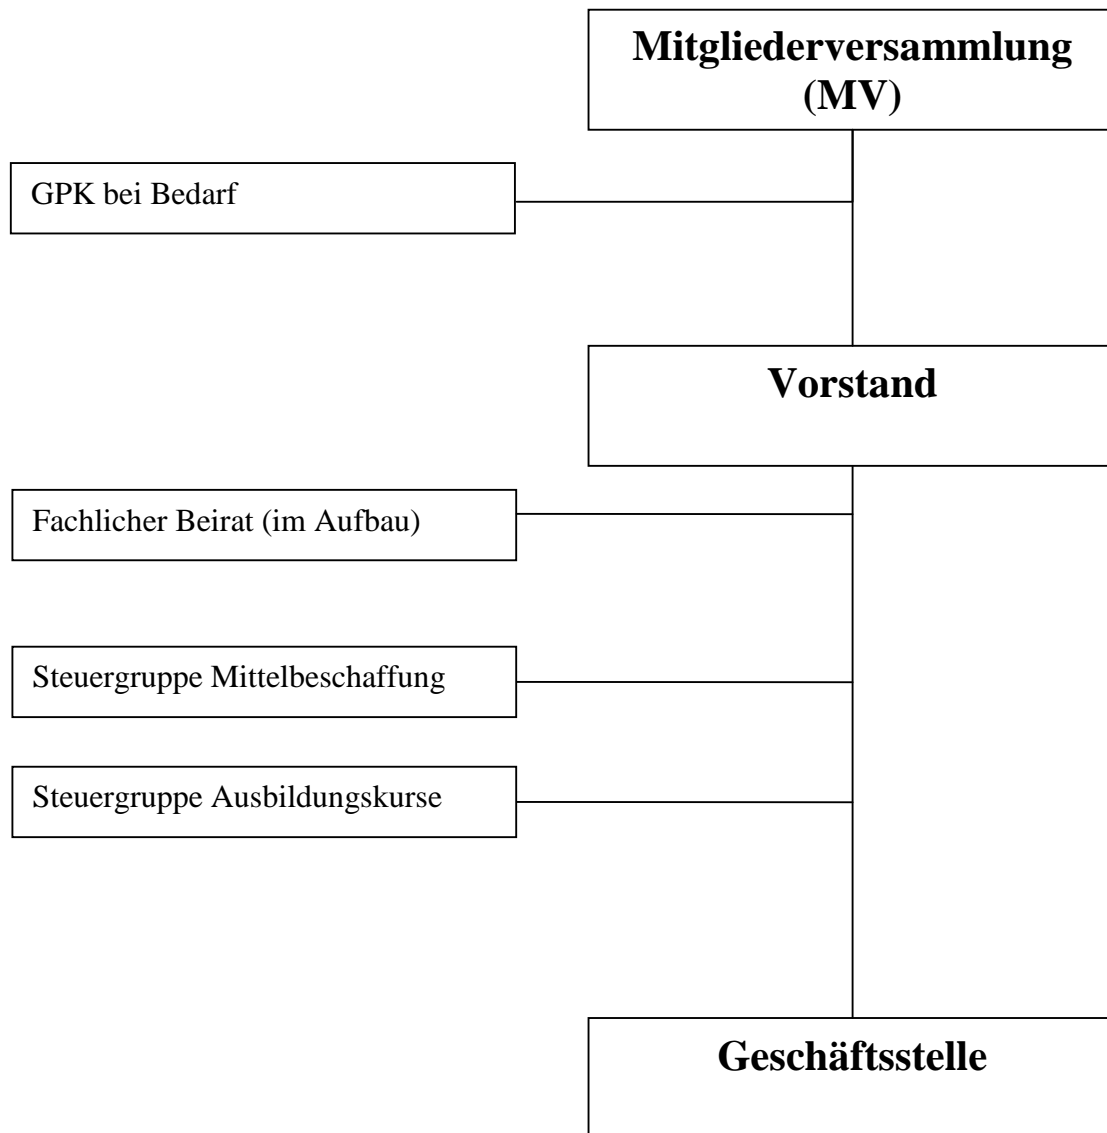 Mitgliederversammlung
(MV)
GPK bei Bedarf
Vorstand
Fachlicher Beirat (im Aufbau)
Steuergruppe Mittelbeschaffung
Steuergruppe Ausbildungskurse
Geschäftsstelle